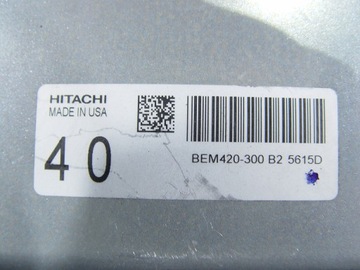 HITACHI
MADE IN USA
40
BEM420-300 B2 5615D